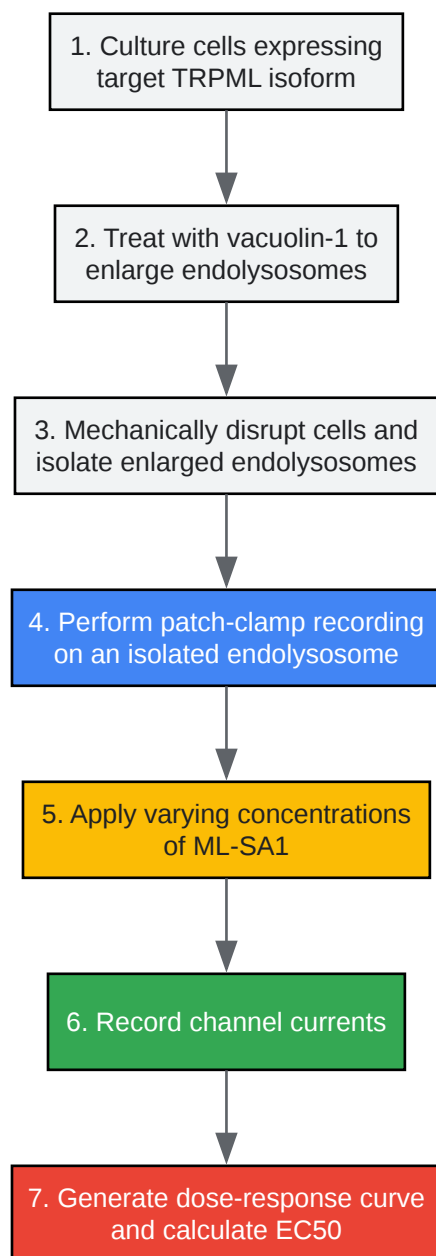 1. Culture cells expressing
target TRPML isoform
2. Treat with vacuolin-1 to
enlarge endolysosomes
3. Mechanically disrupt cells and
isolate enlarged endolysosomes
4. Perform patch-clamp recording
on an isolated endolysosome
5. Apply varying concentrations
of ML-SA1
6. Record channel currents
7. Generate dose-response curve
and calculate EC50